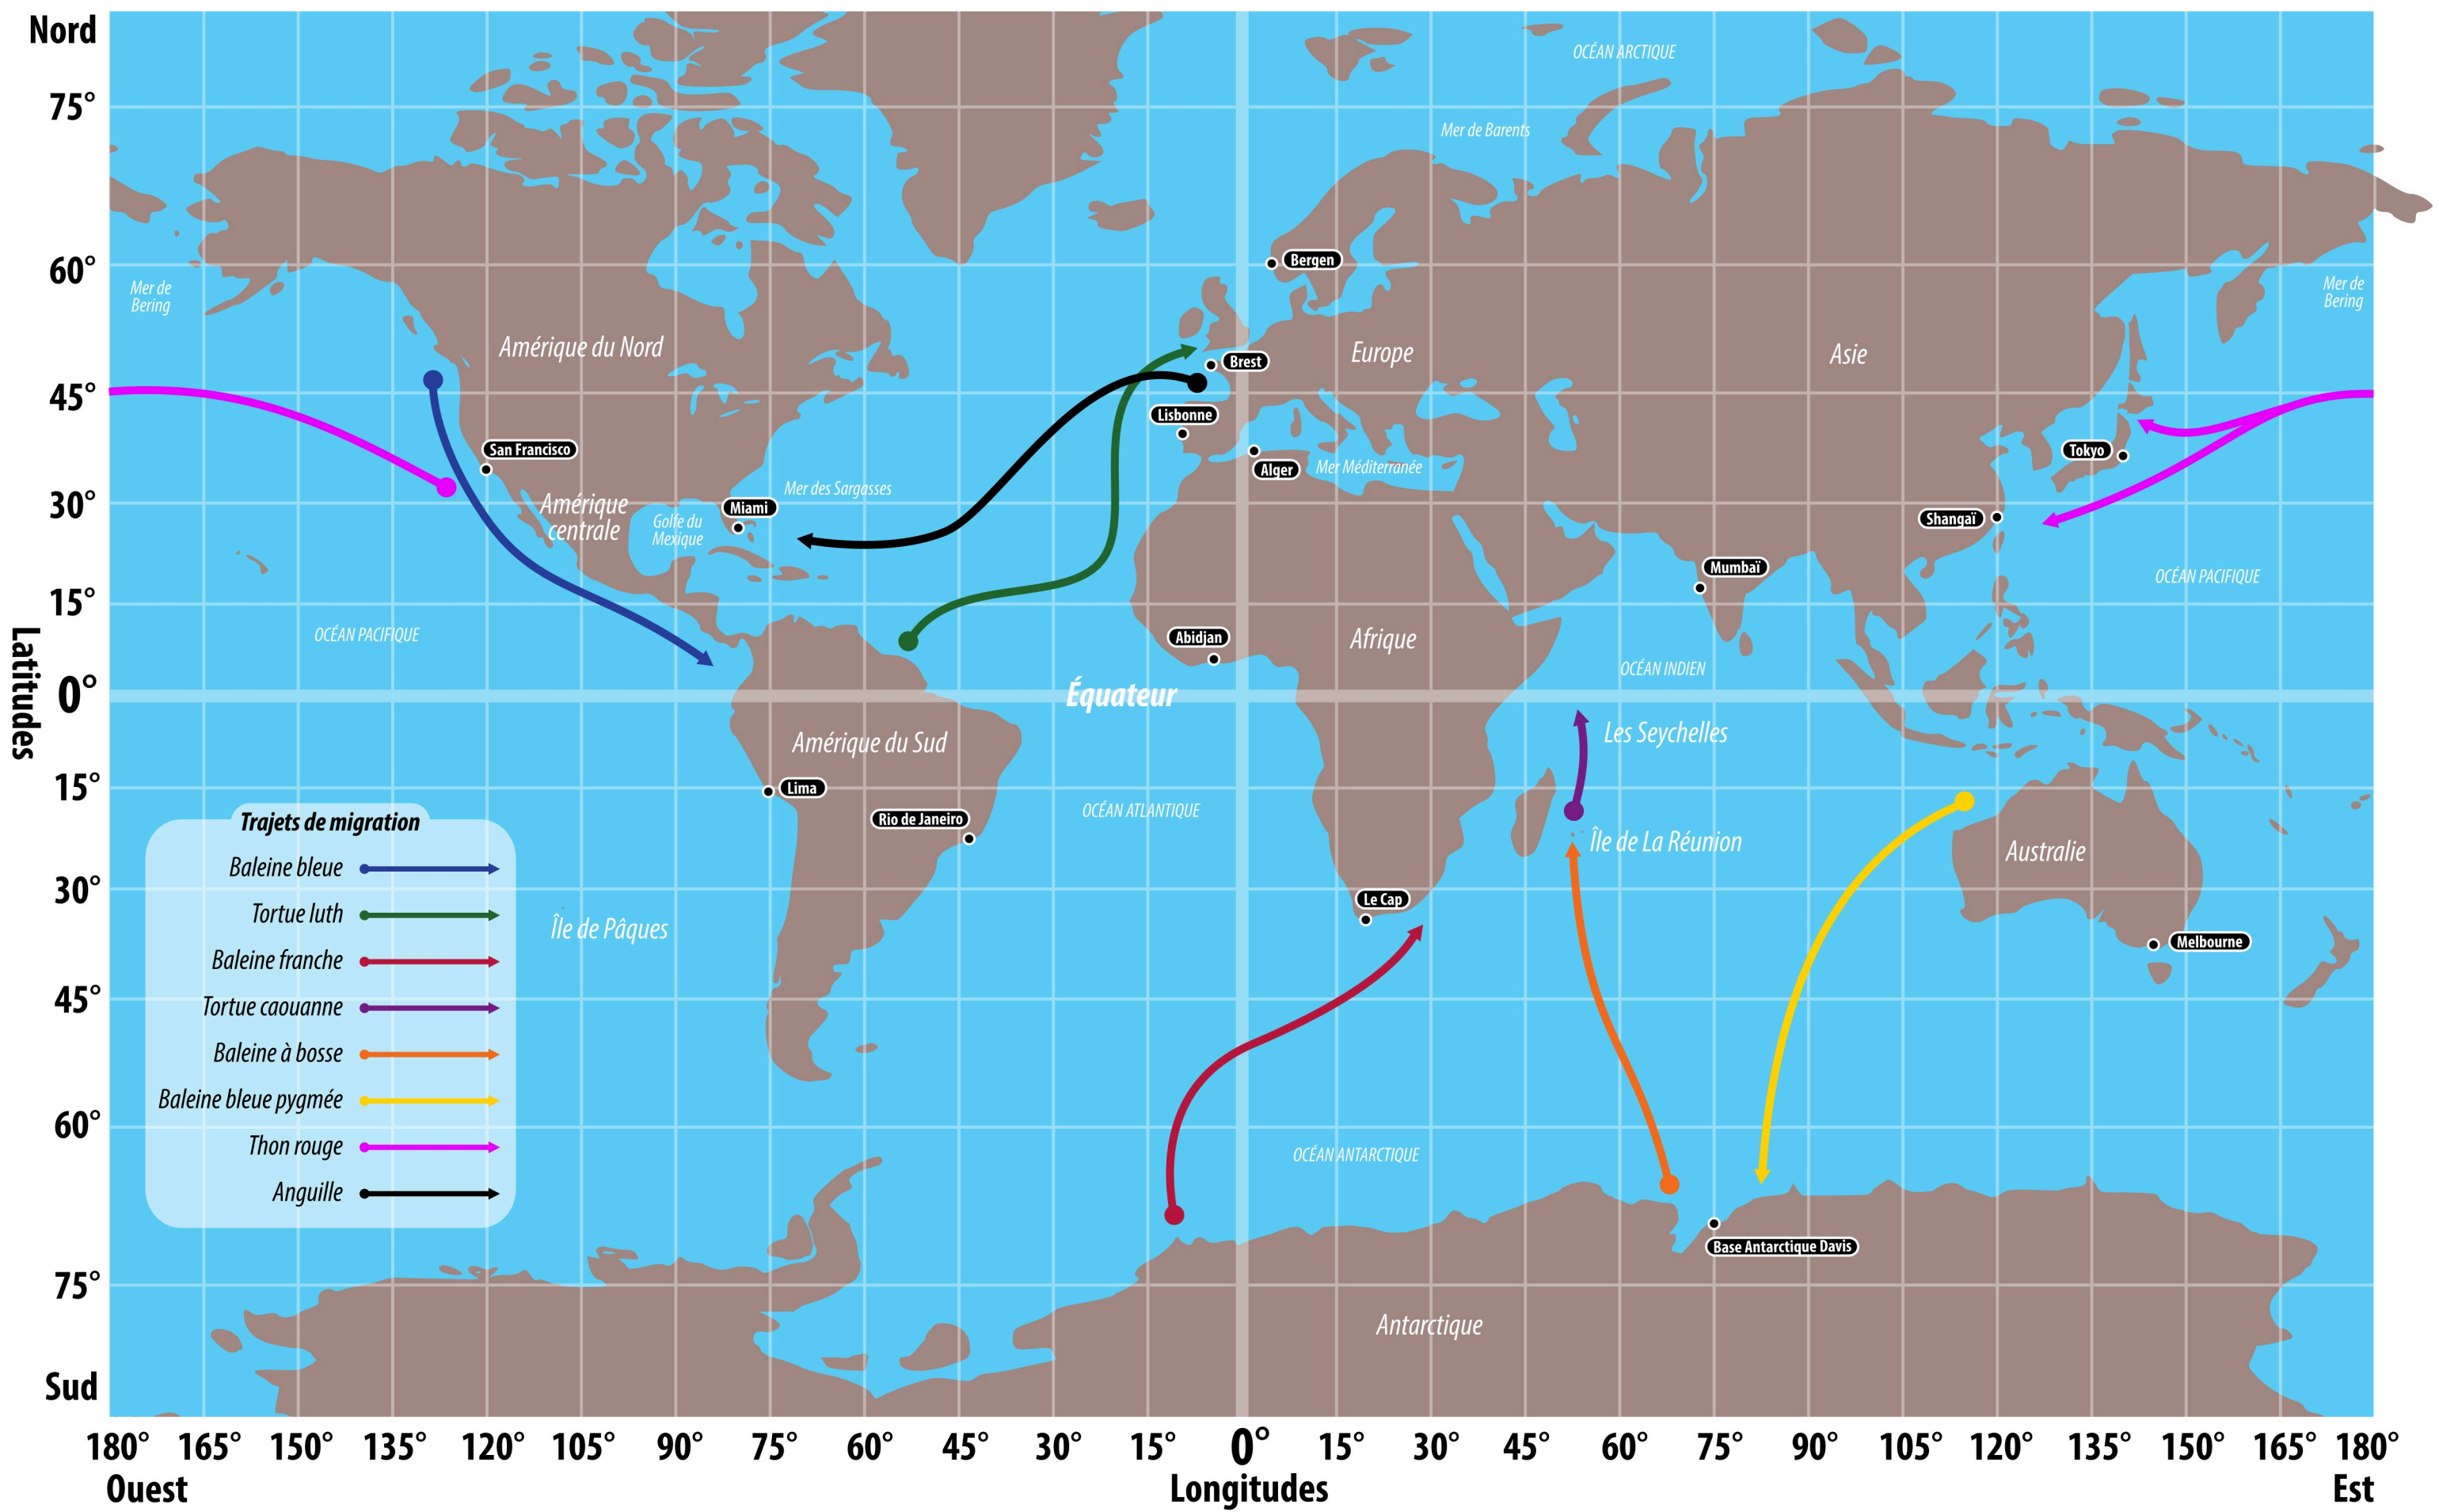 Nord
75°
60°
45°
30°
15°
0°
15°
30°
45°
60°
75°
Sud
Latitudes
OCÉAN ARCTIQUE
Mer de Barents
Bergen
Mer de
Bering
Mer de
Bering
Amérique du Nord
Brest
Europe
Asie
Lisbonne
San Francisco
Alger
Mer Méditerranée
Tokyo
Mer des Sargasses
Amérique
centrale
Miami
Golfe du
Mexique
Shangaï
Mumbaï
OCÉAN PACIFIQUE
OCÉAN PACIFIQUE
Abidjan
Afrique
OCÉAN INDIEN
Équateur
Les Seychelles
Amérique du Sud
Lima
OCÉAN ATLANTIQUE
Rio de Janeiro
Île de La Réunion
Australie
Le Cap
Île de Pâques
Melbourne
Trajets de migration
Baleine bleue
Tortue luth
Baleine franche
Tortue caouanne
Baleine à bosse
Baleine bleue pygmée
Thon rouge
Anguille
OCÉAN ANTARCTIQUE
Base Antarctique Davis
Antarctique
180° 165° 150° 135° 120° 105° 90° 75° 60° 45° 30° 15° 0° 15° 30° 45° 60° 75° 90° 105° 120° 135° 150° 165° 180°
Ouest Longitudes Est